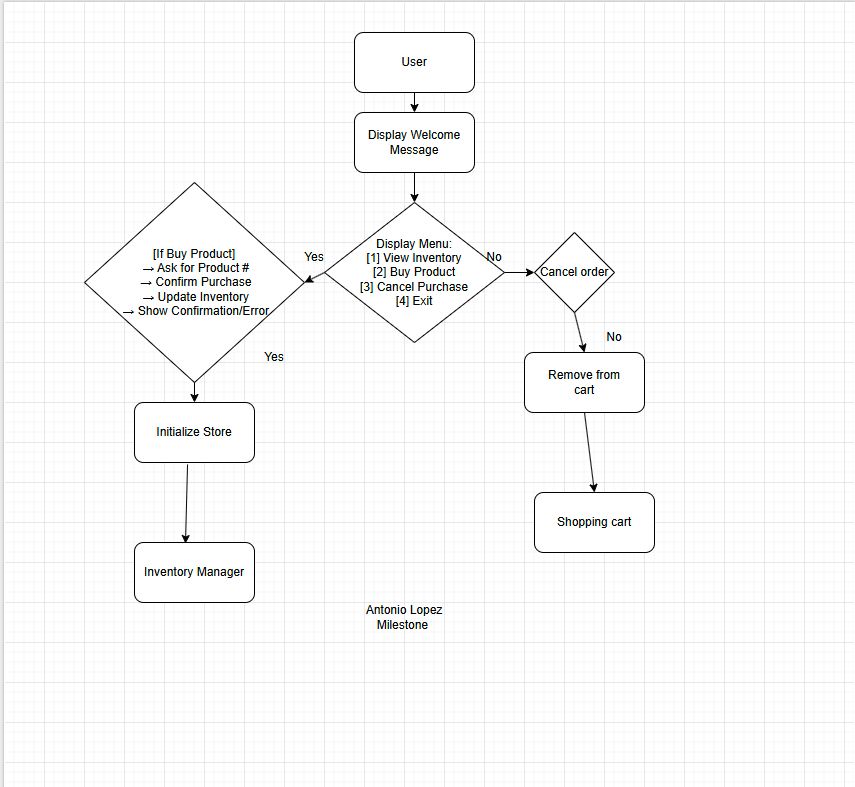 User
Display Welcome
Message
Display Menu:
[1] View Inventory
[2] Buy Product
[3] Cancel Purchase
[4] Exit
Yes
No
[If Buy Product]
→ Ask for Product #
→ Confirm Purchase
→ Update Inventory
→ Show Confirmation/Error
Cancel order
Yes
No
Remove from
cart
Initialize Store
Shopping cart
Inventory Manager
Antonio Lopez
Milestone